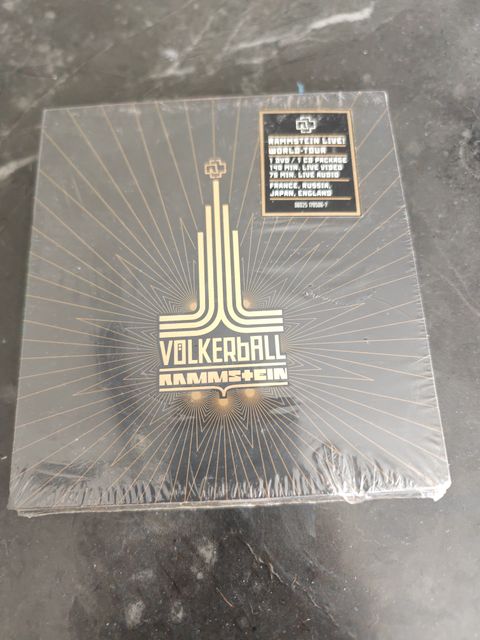 RAMMSTEIN LIVE!
WORLD-TOUR
1 DVD / 1 CD PACKAGE
140 MIN. LIVE VIDEO
75 MIN. LIVE AUDIO
FRANCE, RUSSIA,
JAPAN, ENGLAND
VÖLKERbALL
RAMMSTEIN